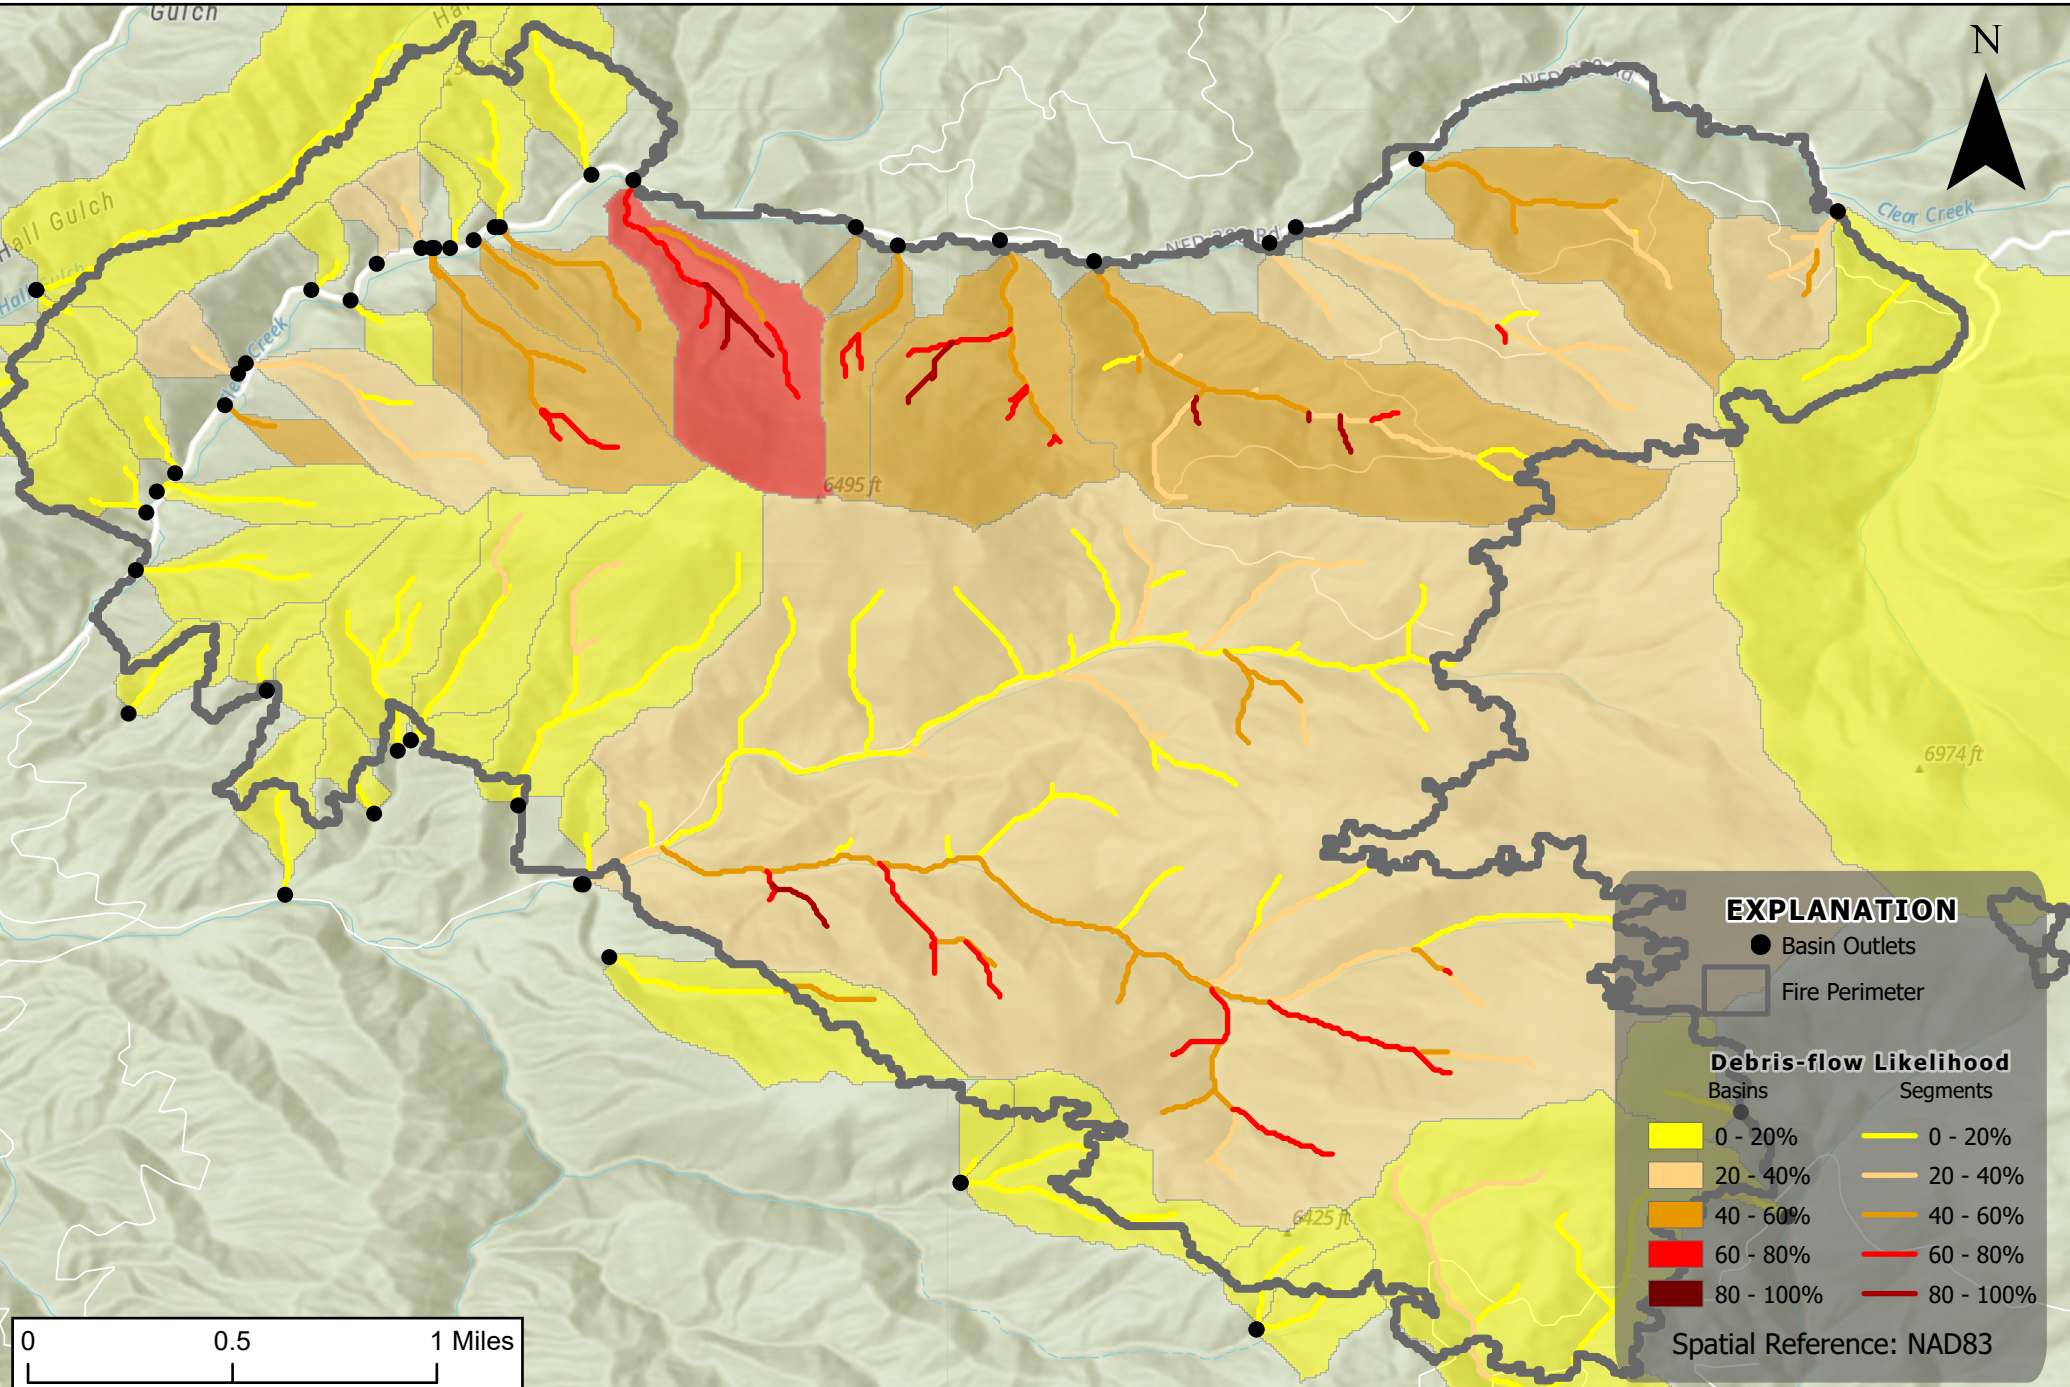 Gulch
N
Clear Creek
Hall Gulch
Creek
6495 ft
6974 ft
6425 ft
EXPLANATION
Basin Outlets
Fire Perimeter
Debris-flow Likelihood
Basins Segments
0 - 20% 0 - 20%
20 - 40% 20 - 40%
40 - 60% 40 - 60%
60 - 80% 60 - 80%
80 - 100% 80 - 100%
Spatial Reference: NAD83
0 0.5 1 Miles